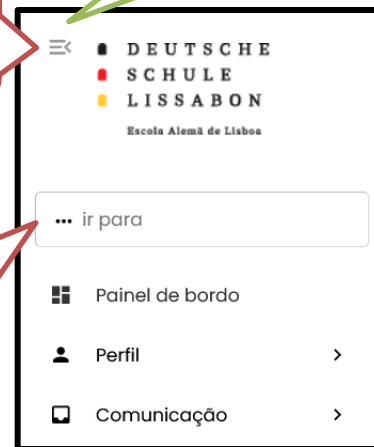 DEUTSCHE
SCHULE
LISSABON
Escola Alemã de Lisboa
••• ir para
Painel de bordo
Perfil
Comunicação